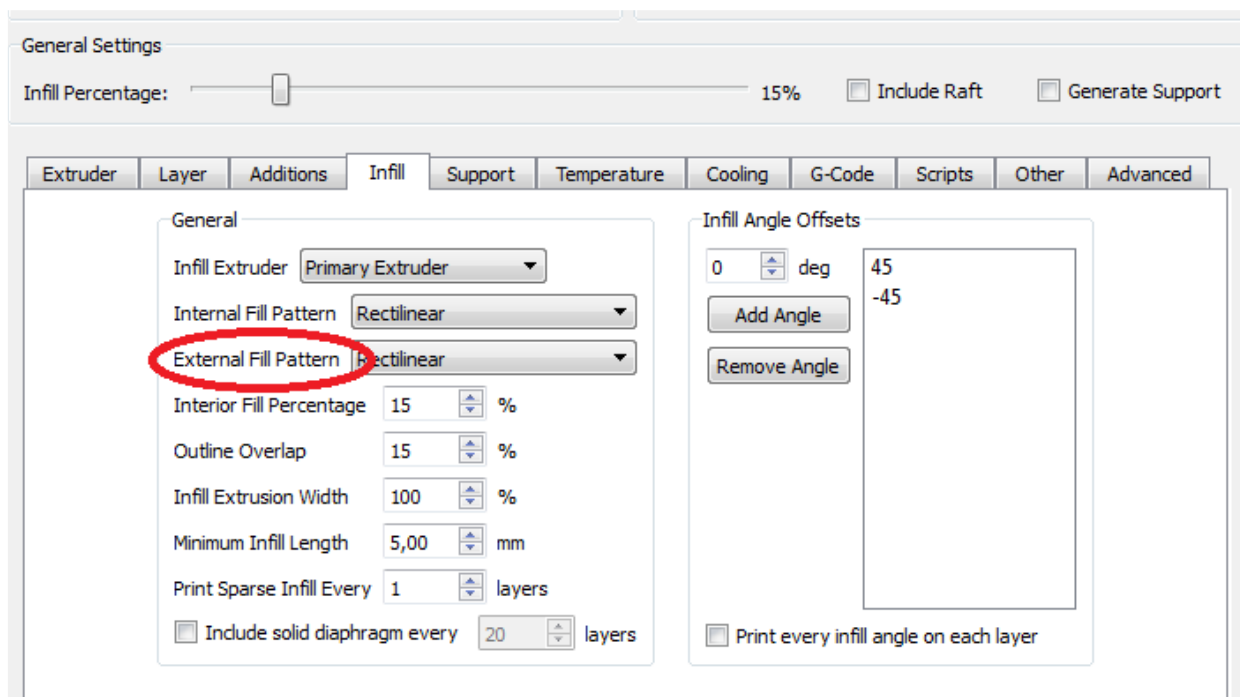 General Settings
Infill Percentage: 15% Include Raft Generate Support
Extruder Layer Additions Infill Support Temperature Cooling G-Code Scripts Other Advanced
General
Infill Extruder Primary Extruder
Internal Fill Pattern Rectilinear
External Fill Pattern Rectilinear
Interior Fill Percentage 15 %
Outline Overlap 15 %
Infill Extrusion Width 100 %
Minimum Infill Length 5,00 mm
Print Sparse Infill Every 1 layers
Include solid diaphragm every 20 layers
Infill Angle Offsets
0 deg
Add Angle
Remove Angle
45
-45
Print every infill angle on each layer